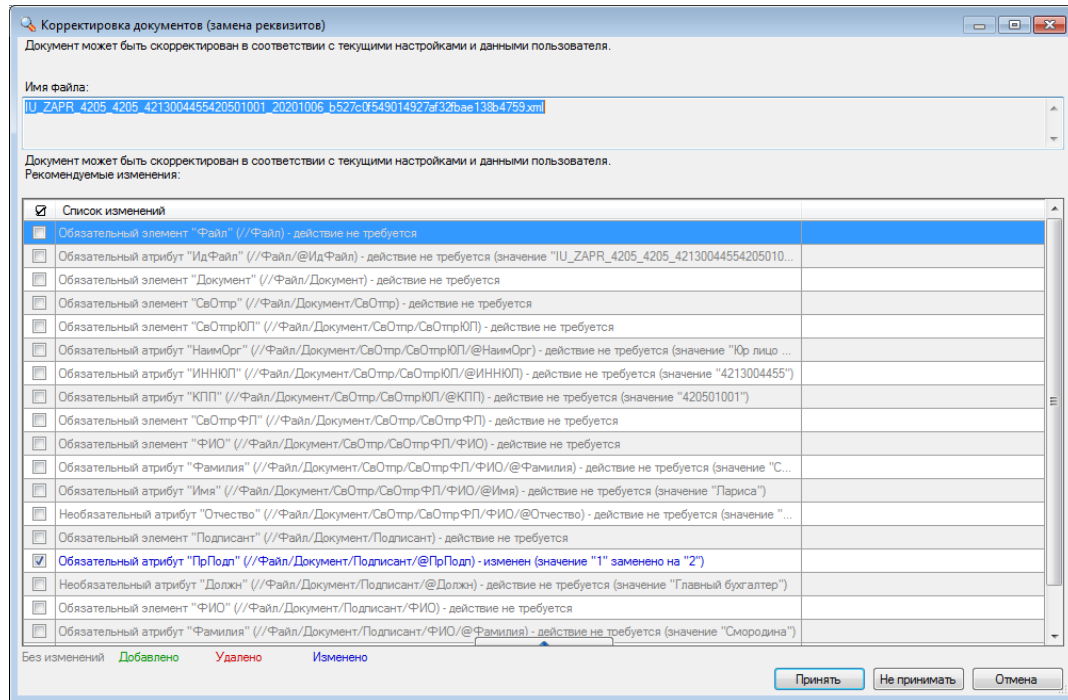 Корректировка документов (замена реквизитов)
Документ может быть скорректирован в соответствии с текущими настройками и данными пользователя.
Имя файла:
IU_ZAPR_4205_4205_4213004455420501001_20201006_b527c0f549014927af32fbae138b4759.xml
Документ может быть скорректирован в соответствии с текущими настройками и данными пользователя.
Рекомендуемые изменения:
Список изменений
Обязательный элемент "Файл" (//Файл) - действие не требуется
Обязательный атрибут "ИдФайл" (//Файл/@ИдФайл) - действие не требуется (значение "IU_ZAPR_4205_4205_42130044554205010...
Обязательный элемент "Документ" (//Файл/Документ) - действие не требуется
Обязательный элемент "СвОтпр" (//Файл/Документ/СвОтпр) - действие не требуется
Обязательный элемент "СвОтпрЮЛ" (//Файл/Документ/СвОтпр/СвОтпрЮЛ) - действие не требуется
Обязательный атрибут "НаимОрг" (//Файл/Документ/СвОтпр/СвОтпрЮЛ/@НаимОрг) - действие не требуется (значение "Юр лицо ...
Обязательный атрибут "ИННЮЛ" (//Файл/Документ/СвОтпр/СвОтпрЮЛ/@ИННЮЛ) - действие не требуется (значение "4213004455")
Обязательный атрибут "КПП" (//Файл/Документ/СвОтпр/СвОтпрЮЛ/@КПП) - действие не требуется (значение "420501001")
Обязательный элемент "СвОтпрФЛ" (//Файл/Документ/СвОтпр/СвОтпрФЛ) - действие не требуется
Обязательный элемент "ФИО" (//Файл/Документ/СвОтпр/СвОтпрФЛ/ФИО) - действие не требуется
Обязательный атрибут "Фамилия" (//Файл/Документ/СвОтпр/СвОтпрФЛ/ФИО/@Фамилия) - действие не требуется (значение "С...
Обязательный атрибут "Имя" (//Файл/Документ/СвОтпр/СвОтпрФЛ/ФИО/@Имя) - действие не требуется (значение "Лариса")
Необязательный атрибут "Отчество" (//Файл/Документ/СвОтпр/СвОтпрФЛ/ФИО/@Отчество) - действие не требуется (значение "...
Обязательный элемент "Подписант" (//Файл/Документ/Подписант) - действие не требуется
Обязательный атрибут "ПрПодп" (//Файл/Документ/Подписант/@ПрПодп) - изменен (значение "1" заменено на "2")
Необязательный атрибут "Должн" (//Файл/Документ/Подписант/@Должн) - действие не требуется (значение "Главный бухгалтер")
Обязательный элемент "ФИО" (//Файл/Документ/Подписант/ФИО) - действие не требуется
Обязательный атрибут "Фамилия" (//Файл/Документ/Подписант/ФИО/@Фамилия) - действие не требуется (значение "Смородина")
Без изменений Добавлено Удалено Изменено
Принять Не принимать Отмена